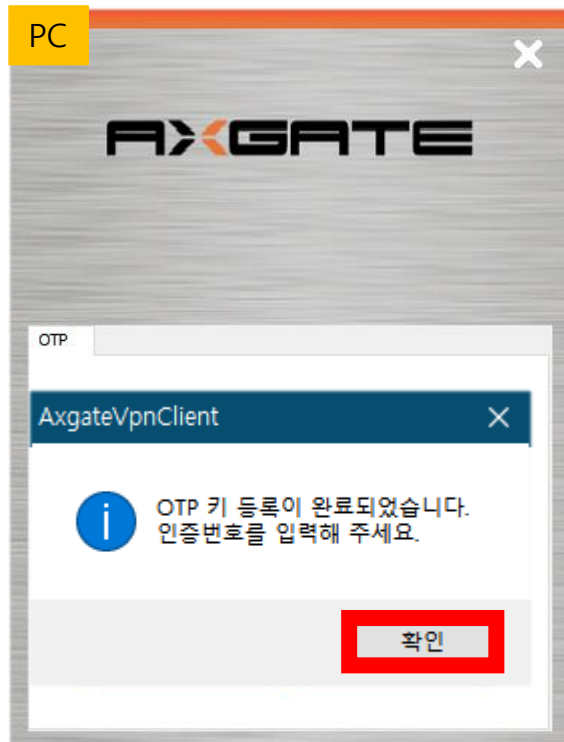 PC
AXGATE
OTP
AxgateVpnClient
OTP 키 등록이 완료되었습니다.
인증번호를 입력해 주세요.
확인